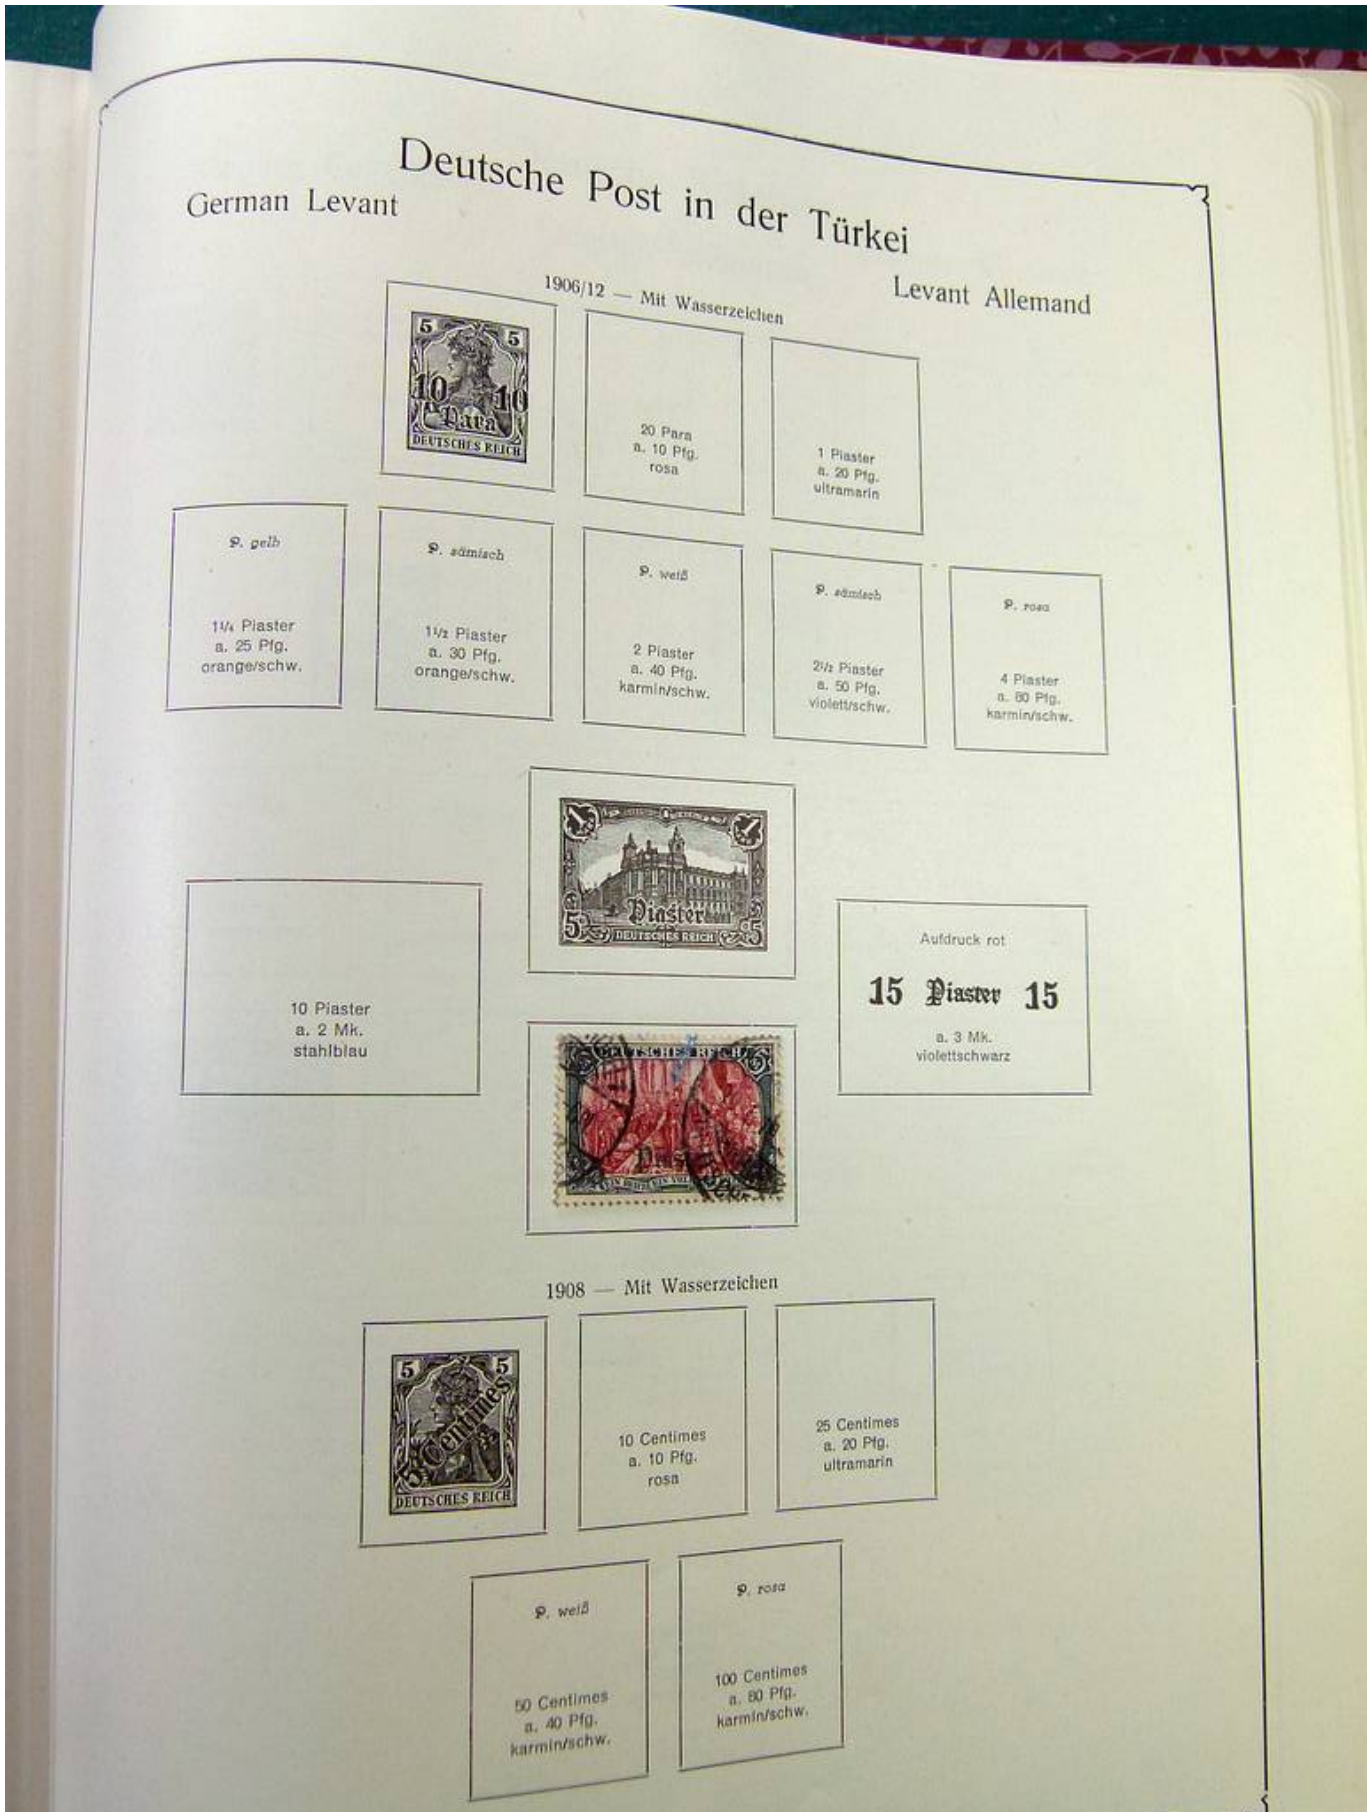 Deutsche Post in der Türkei
German Levant
Levant Allemand
1906/12 — Mit Wasserzeichen
5 5
10 10
Para
DEUTSCHES REICH
20 Para
a. 10 Pfg.
rosa
1 Piaster
a. 20 Pfg.
ultramarin
P. gelb
1¼ Piaster
a. 25 Pfg.
orange/schw.
P. sämisch
1½ Piaster
a. 30 Pfg.
orange/schw.
P. weiß
2 Piaster
a. 40 Pfg.
karmin/schw.
P. sämisch
2½ Piaster
a. 50 Pfg.
violett/schw.
P. rosa
4 Piaster
a. 80 Pfg.
karmin/schw.
1 1
Piaster
5 5
DEUTSCHES REICH
10 Piaster
a. 2 Mk.
stahlblau
Aufdruck rot
15 Piaster 15
a. 3 Mk.
violettschwarz
DEUTSCHES REICH
1908 — Mit Wasserzeichen
5 5
5 Centimes
DEUTSCHES REICH
10 Centimes
a. 10 Pfg.
rosa
25 Centimes
a. 20 Pfg.
ultramarin
P. weiß
50 Centimes
a. 40 Pfg.
karmin/schw.
P. rosa
100 Centimes
a. 80 Pfg.
karmin/schw.